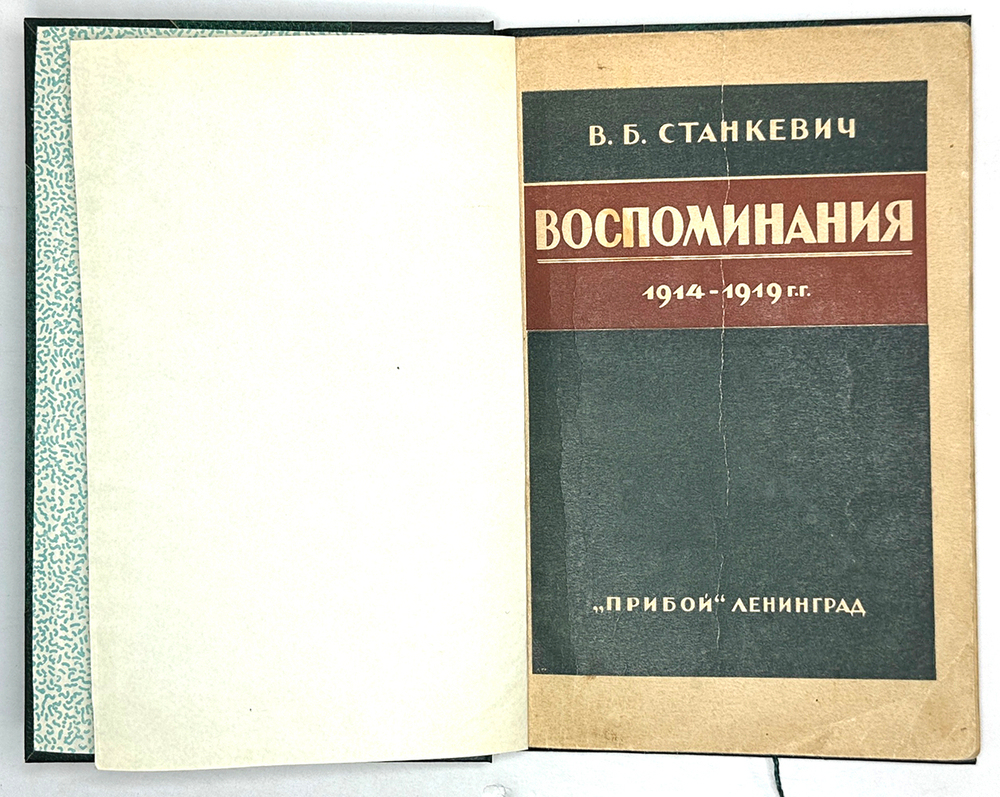 В. Б. СТАНКЕВИЧ
ВОСПОМИНАНИЯ
1914-1919 г.г.
„ПРИБОЙ“ ЛЕНИНГРАД